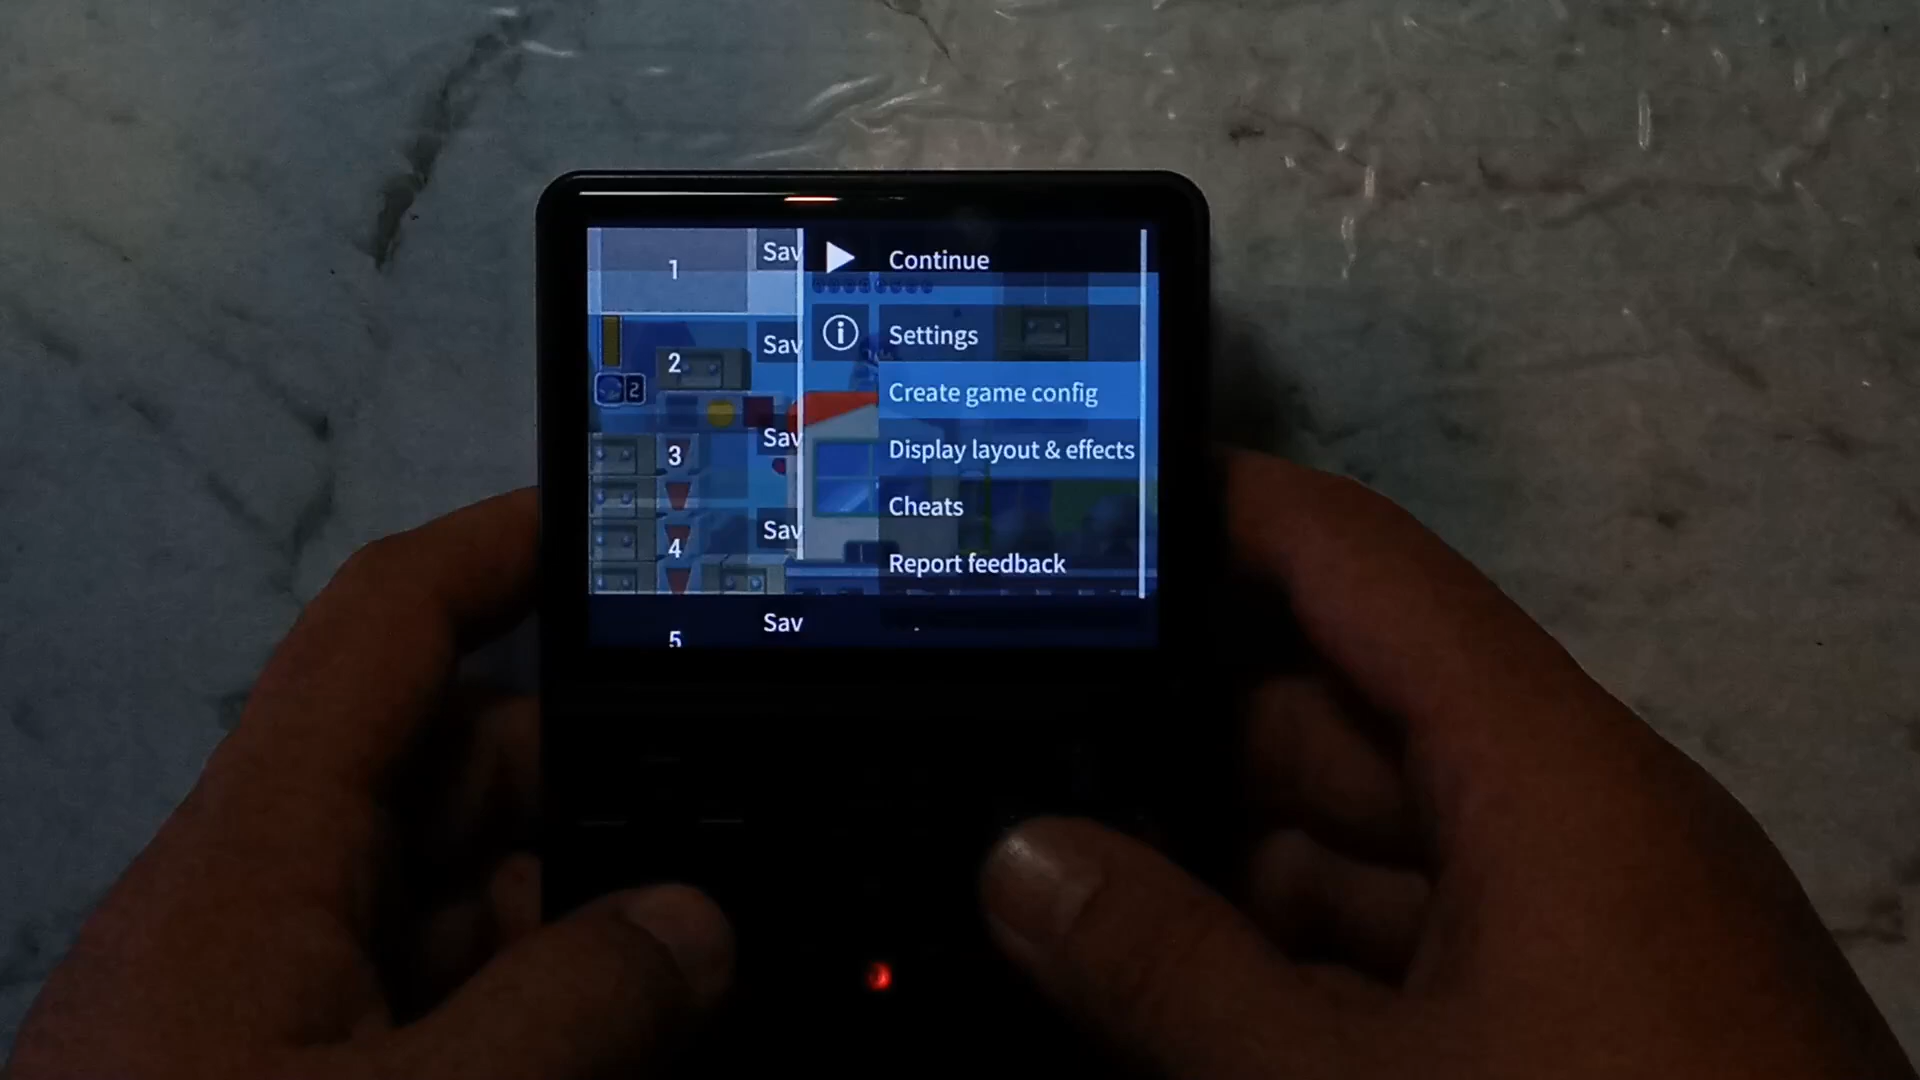 1
Sav
2
Sav
2
3
Sav
4
Sav
5
Sav
Continue
Settings
Create game config
Display layout & effects
Cheats
Report feedback